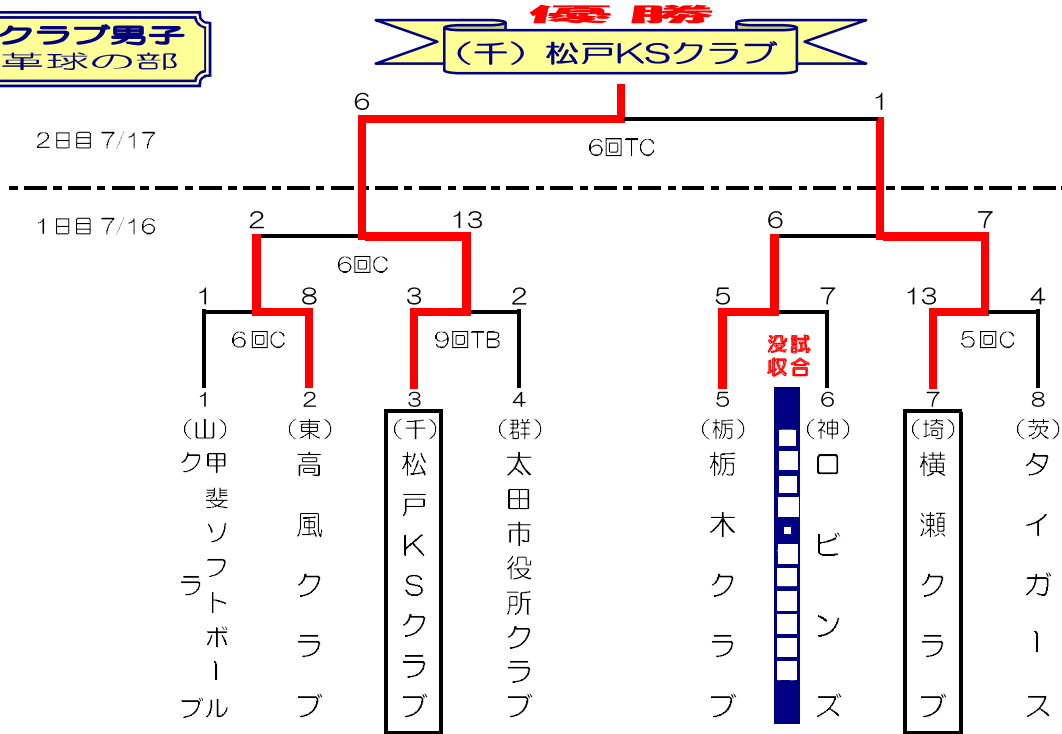 クラブ男子
革球の部
優 勝
(千) 松戸KSクラブ
6
1
2日目 7/17
6回TC
1日目 7/16
2
13
6
7
6回C
1
8
3
2
5
7
13
4
6回C
9回TB
没試
収合
5回C
1
2
3
4
5
6
7
8
(山)
(東)
(千)
(群)
(栃)
(神)
(埼)
(茨)
甲斐ソフトボール
クラブ
高風クラブ
松戸KSクラブ
太田市役所クラブ
栃木クラブ
ロビンズ
横瀬クラブ
タイガース